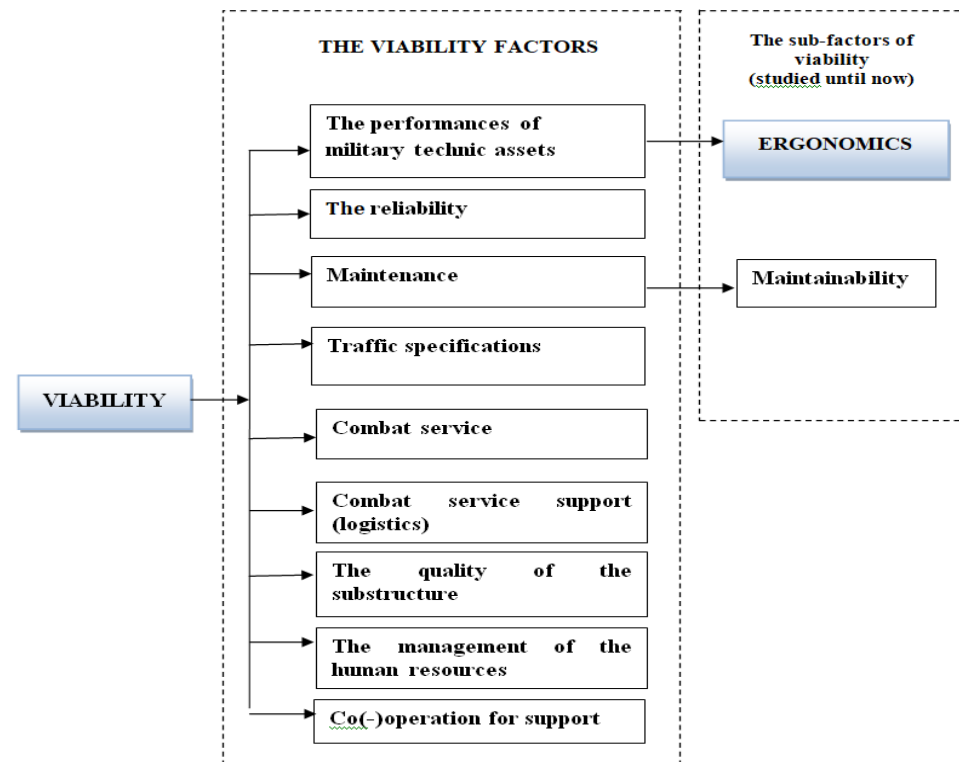 THE VIABILITY FACTORS
The sub-factors of
viability
(studied until now)
The performances of
military technic assets
ERGONOMICS
The reliability
Maintenance
Maintainability
Traffic specifications
VIABILITY
Combat service
Combat service support
(logistics)
The quality of the
substructure
The management of the
human resources
Co(-)operation for support